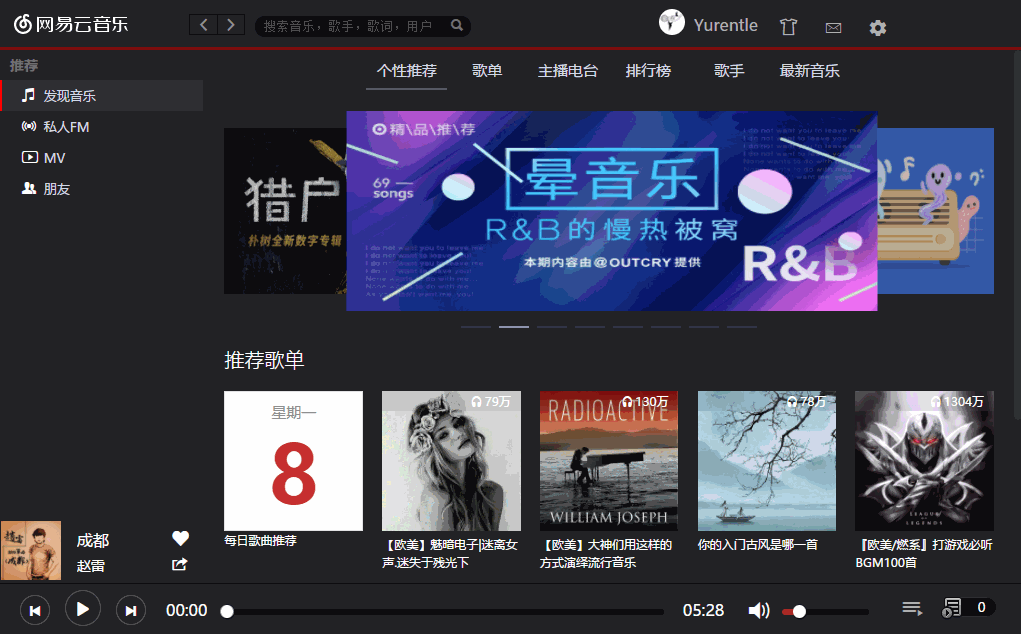 网易云音乐
搜索音乐，歌手，歌词，用户
Yurentle
推荐
发现音乐
私人FM
MV
朋友
个性推荐
歌单
主播电台
排行榜
歌手
最新音乐
猎户
朴树全新数字专辑
精\品\推\荐
69 —
songs
晕音乐
R&B的慢热被窝
本期内容由@OUTCRY提供
R&B
推荐歌单
星期一
8
每日歌曲推荐
79万
【欧美】魅暗电子|迷离女
声.迷失于残光下
RADIOACTIVE
130万
WILLIAM JOSEPH
【欧美】大神们用这样的
方式演绎流行音乐
78万
你的入门古风是哪一首
1304万
LEAGUE
LEGENDS
『欧美/燃系』打游戏必听
BGM100首
成都
赵雷
00:00
05:28
0